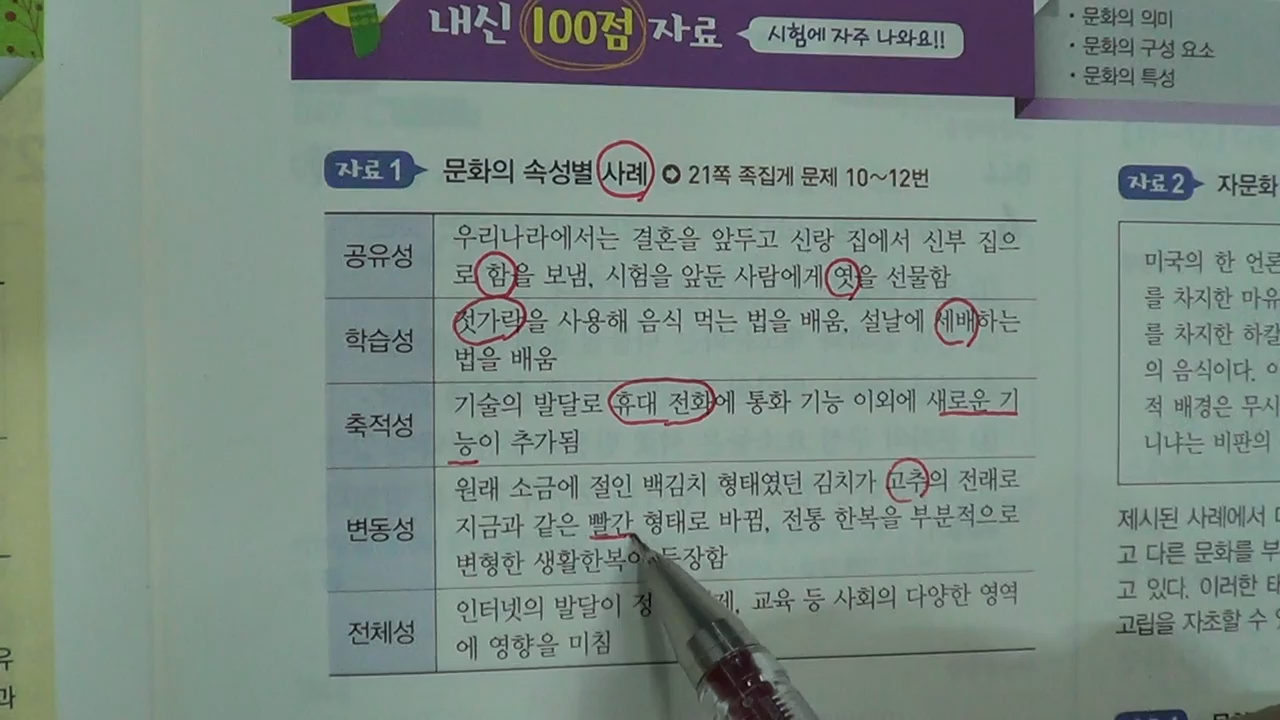 내신 100점 자료
시험에 자주 나와요!!
· 문화의 의미
· 문화의 구성 요소
· 문화의 특성
자료 1 문화의 속성별 사례 ➲ 21쪽 족집게 문제 10~12번
공유성
우리나라에서는 결혼을 앞두고 신랑 집에서 신부 집으
로 함을 보냄, 시험을 앞둔 사람에게 엿을 선물함
학습성
젓가락을 사용해 음식 먹는 법을 배움, 설날에 세배하는
법을 배움
축적성
기술의 발달로 휴대 전화에 통화 기능 이외에 새로운 기
능이 추가됨
변동성
원래 소금에 절인 백김치 형태였던 김치가 고추의 전래로
지금과 같은 빨간 형태로 바뀜, 전통 한복을 부분적으로
변형한 생활한복이 등장함
전체성
인터넷의 발달이 교육 등 사회의 다양한 영역
에 영향을 미침
자료 2 자문화
미국의 한 언론
를 차지한 마유
를 차지한 하칼
의 음식이다. 이
적 배경은 무시
니냐는 비판의
제시된 사례에서
고 다른 문화를 부
고 있다. 이러한 태
고립을 자초할 수
유
과